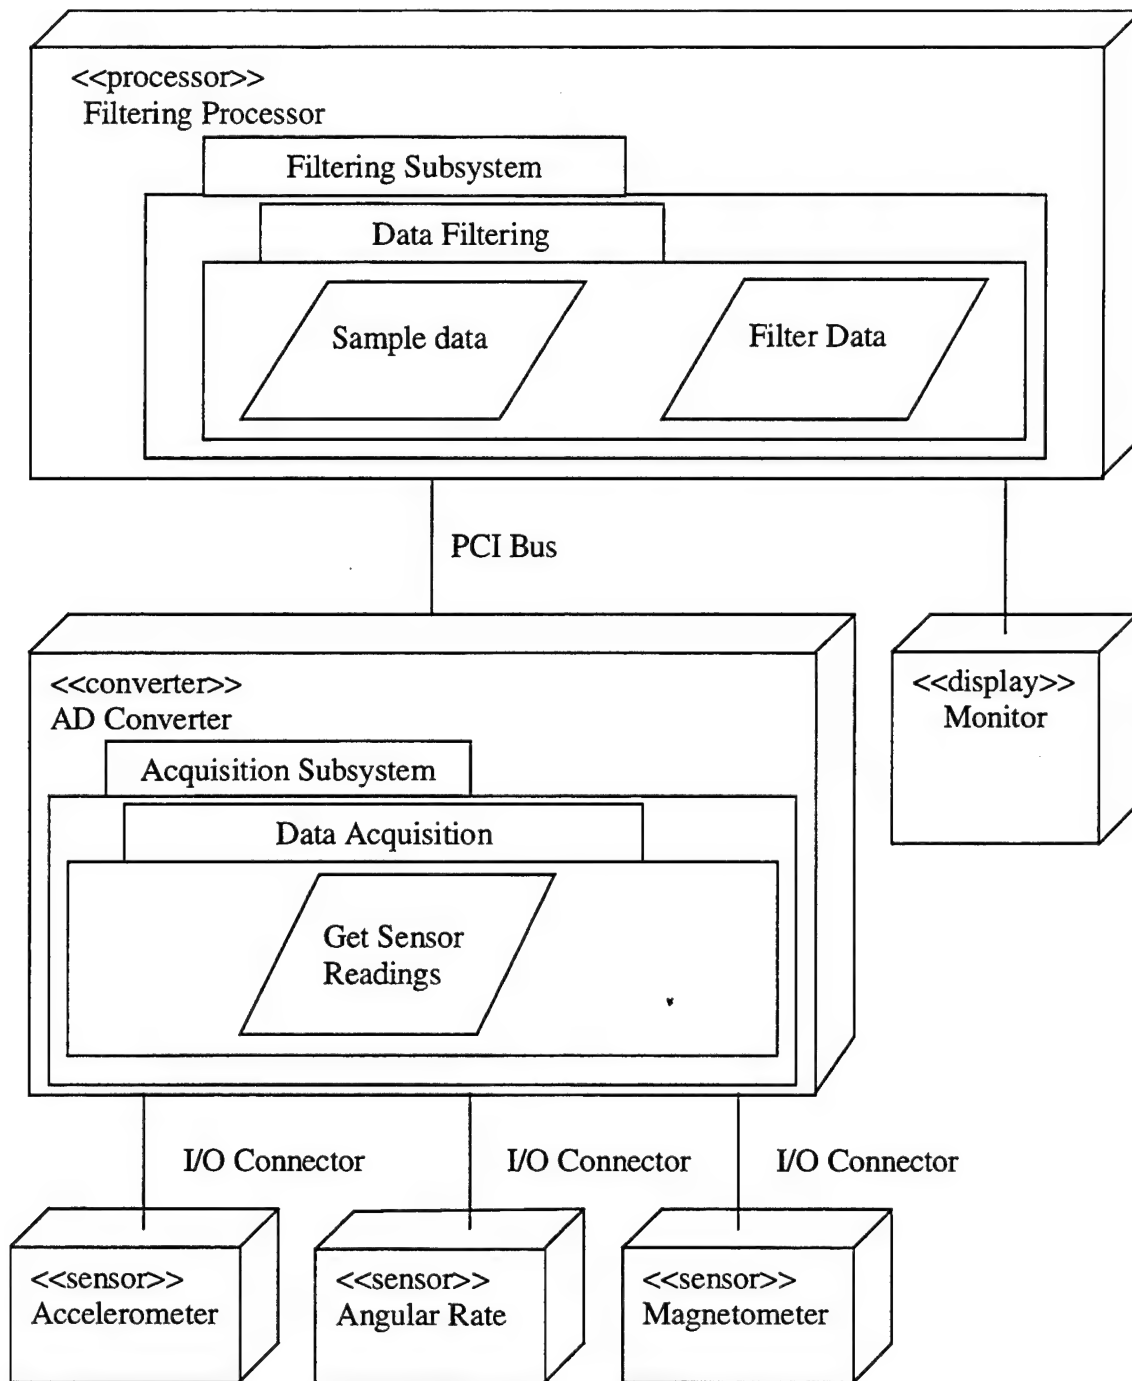 <<processor>>
Filtering Processor
Filtering Subsystem
Data Filtering
Sample data
Filter Data
PCI Bus
<<converter>>
AD Converter
<<display>>
Monitor
Acquisition Subsystem
Data Acquisition
Get Sensor
Readings
I/O Connector
I/O Connector
I/O Connector
<<sensor>>
Accelerometer
<<sensor>>
Angular Rate
<<sensor>>
Magnetometer